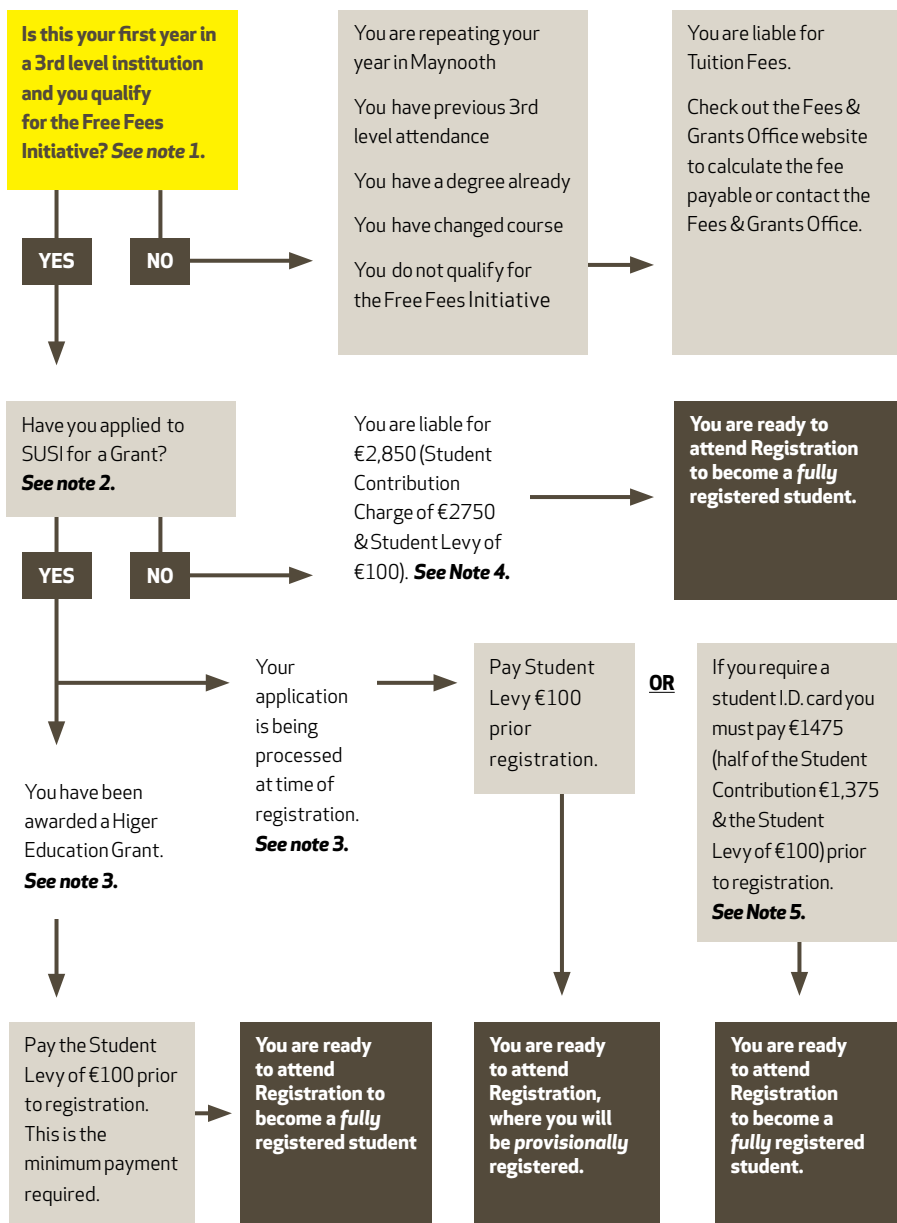 Is this your first year in
a 3rd level institution
and you qualify
for the Free Fees
Initiative? See note 1.
YES
NO
You are repeating your
year in Maynooth
You have previous 3rd
level attendance
You have a degree already
You have changed course
You do not qualify for
the Free Fees Initiative
You are liable for
Tuition Fees.
Check out the Fees &
Grants Office website
to calculate the fee
payable or contact the
Fees & Grants Office.
Have you applied to
SUSI for a Grant?
See note 2.
YES
NO
You are liable for
€2,850 (Student
Contribution
Charge of €2750
& Student Levy of
€100). See Note 4.
You are ready to
attend Registration
to become a fully
registered student.
You have been
awarded a Higer
Education Grant.
See note 3.
Your
application
is being
processed
at time of
registration.
See note 3.
Pay Student
Levy €100
prior
registration.
OR
If you require a
student I.D. card you
must pay €1475
(half of the Student
Contribution €1,375
& the Student
Levy of €100) prior
to registration.
See Note 5.
Pay the Student
Levy of €100 prior
to registration.
This is the
minimum payment
required.
You are ready
to attend
Registration to
become a fully
registered student
You are ready
to attend
Registration,
where you will
be provisionally
registered.
You are ready
to attend
Registration
to become a
fully registered
student.